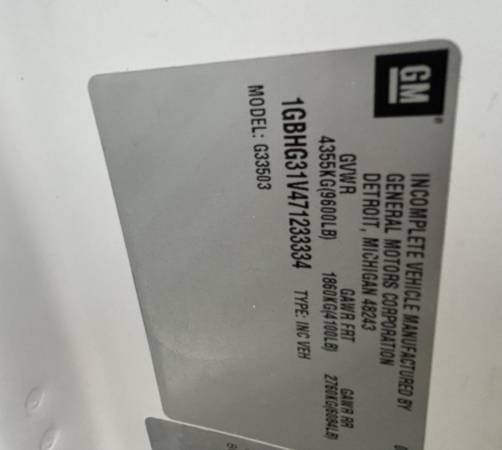 GM
INCOMPLETE VEHICLE MANUFACTURED BY
GENERAL MOTORS CORPORATION
DETROIT, MICHIGAN 48243
GVWR GAWR FRT GAWR RR
4355KG(9600LB) 1860KG(4100LB) 2760KG(6084LB)
1GBHG31V471233334 TYPE: INC VEH
MODEL: G33503